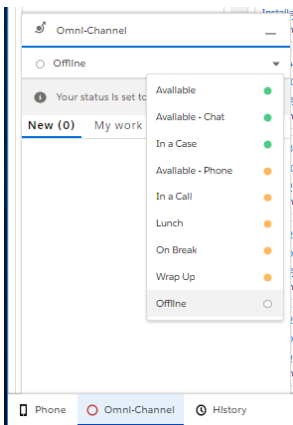 Omni-Channel
Offline
Your status is set to
New (0) My work
Available
Available - Chat
In a Case
Available - Phone
In a Call
Lunch
On Break
Wrap Up
Offline
Phone Omni-Channel History